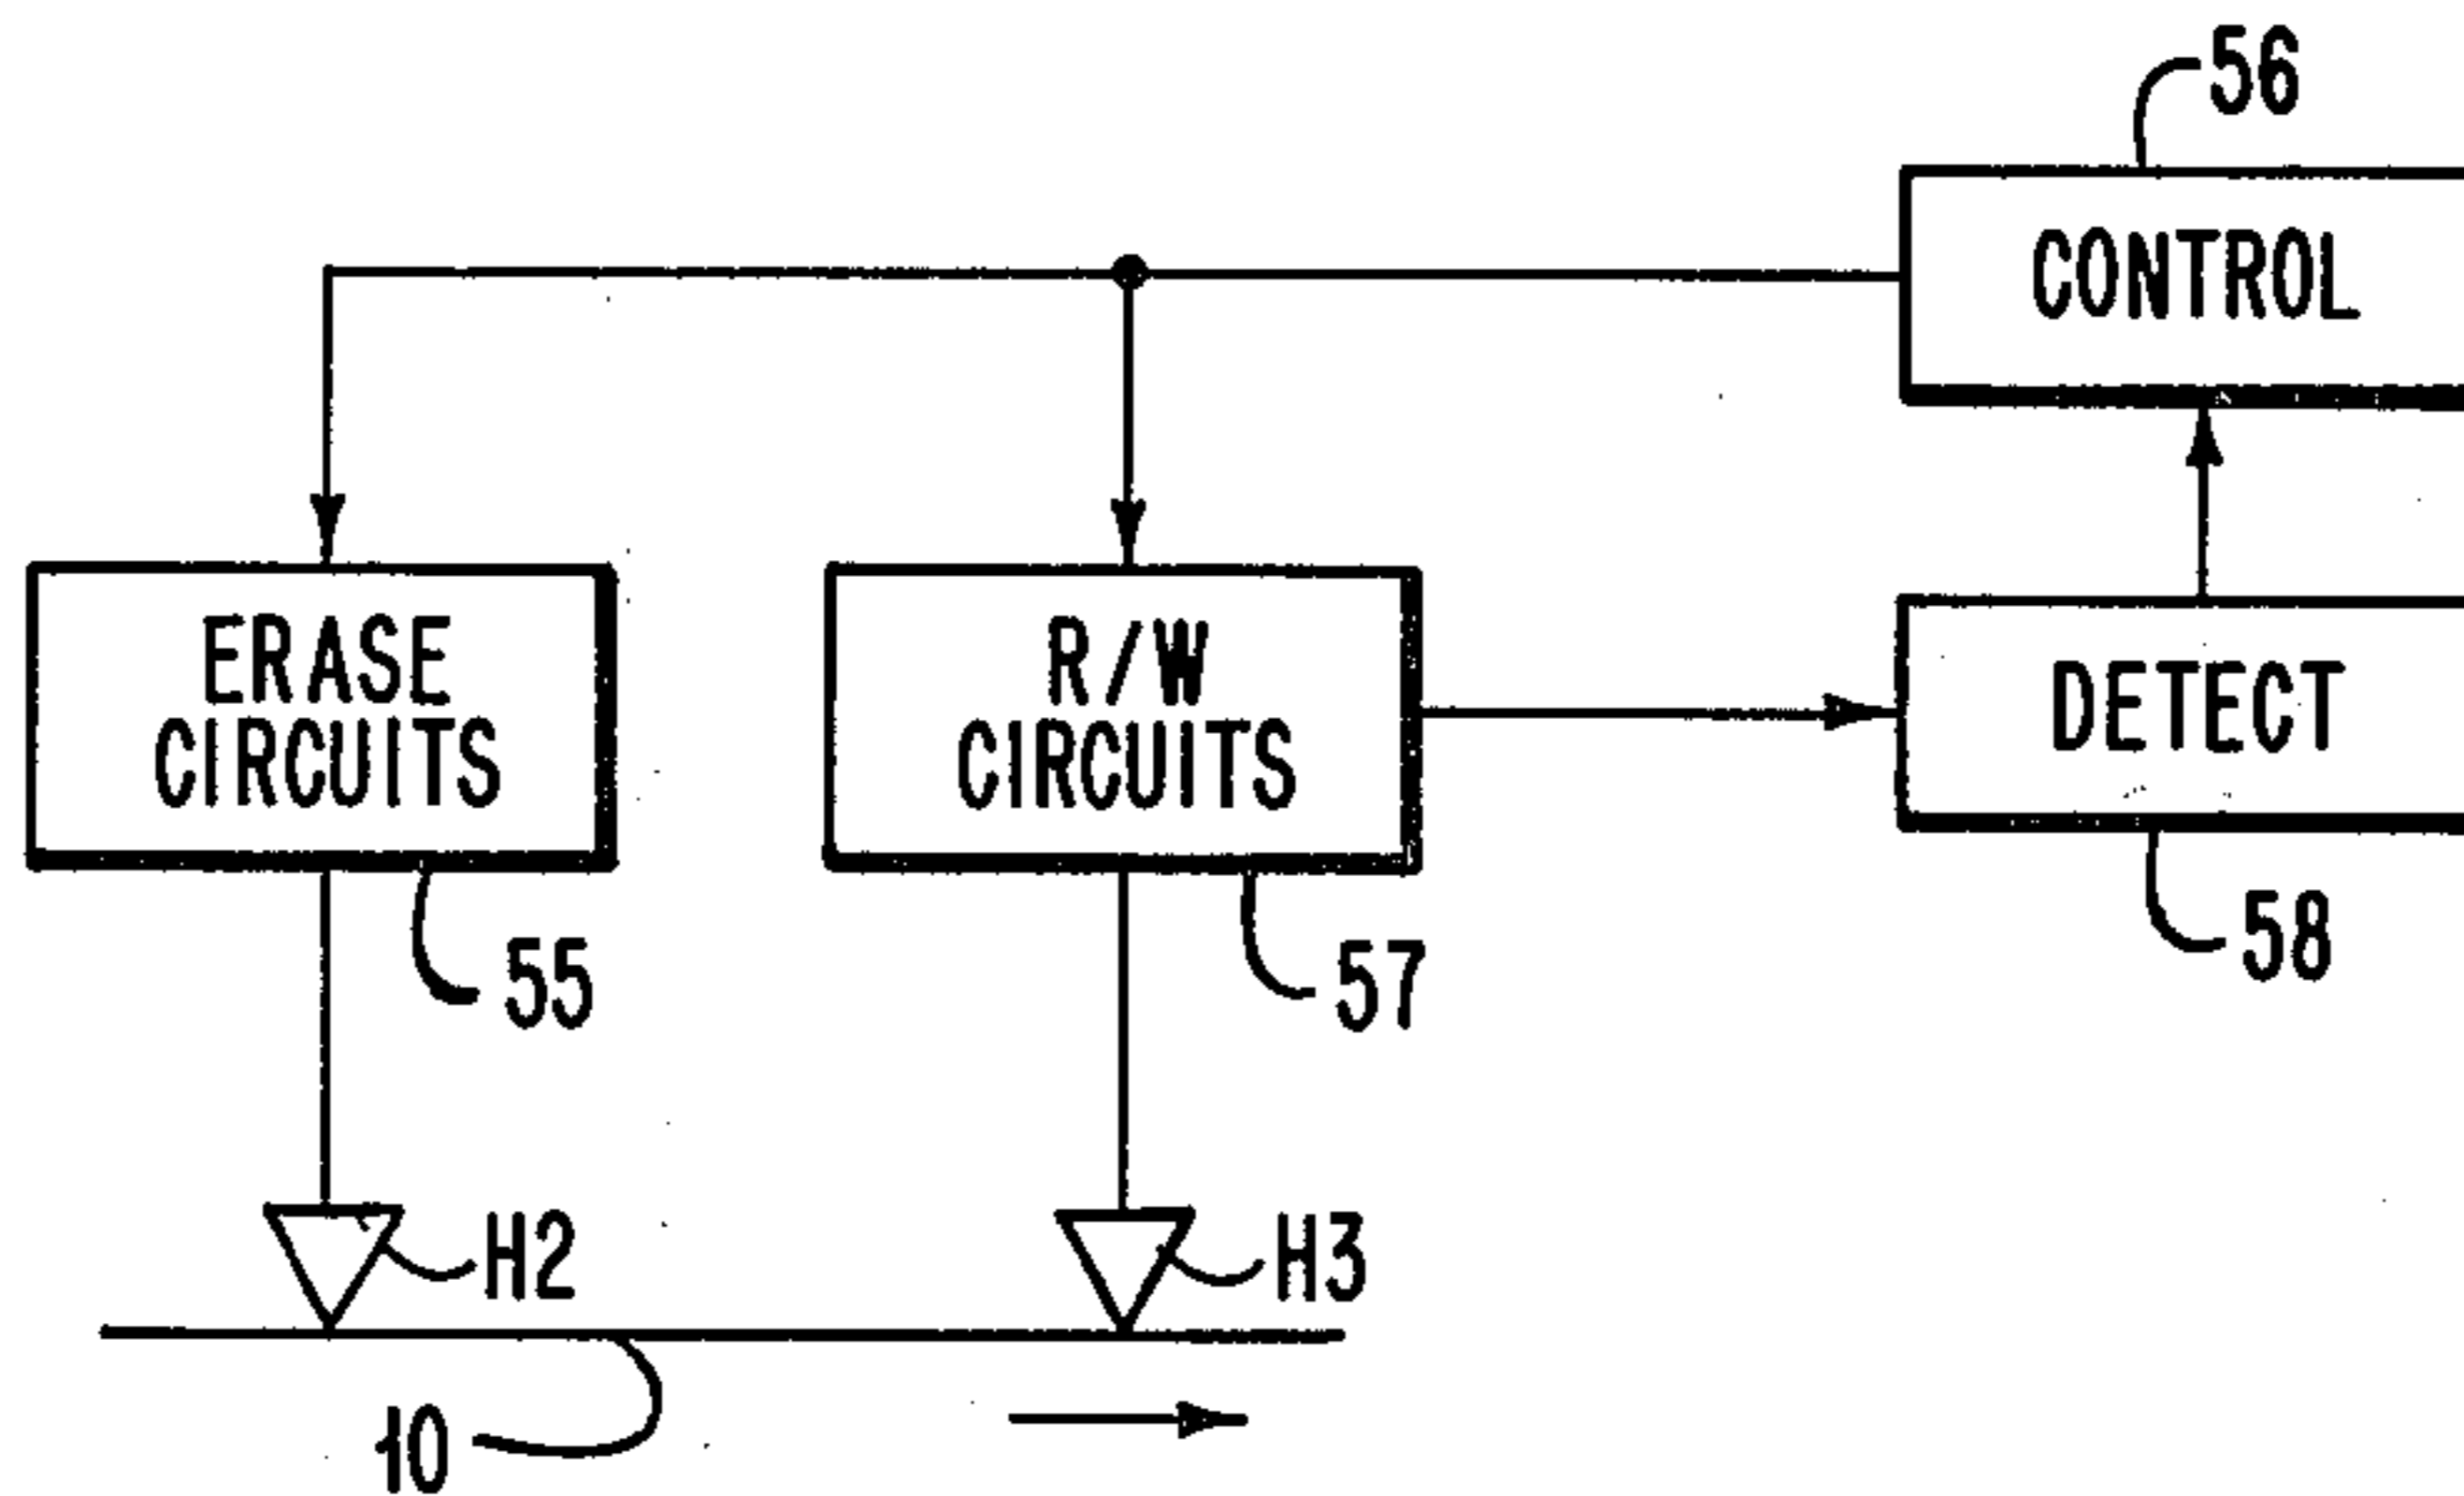 56
CONTROL
ERASE
CIRCUITS
R/W
CIRCUITS
DETECT
55
57
58
H2
H3
10